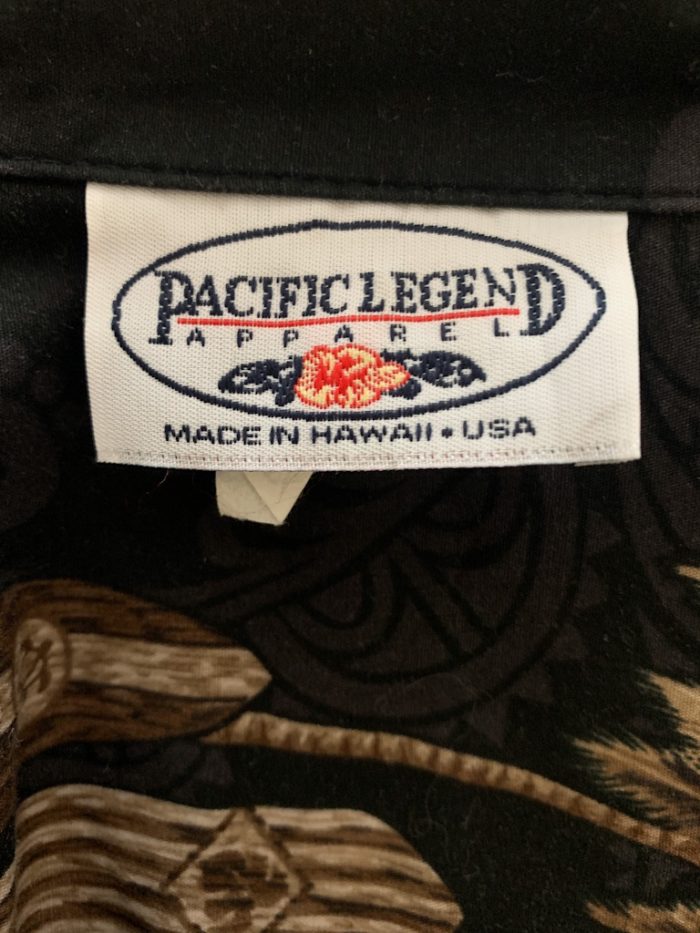 PACIFIC LEGEND
APPAREL
MADE IN HAWAII • USA